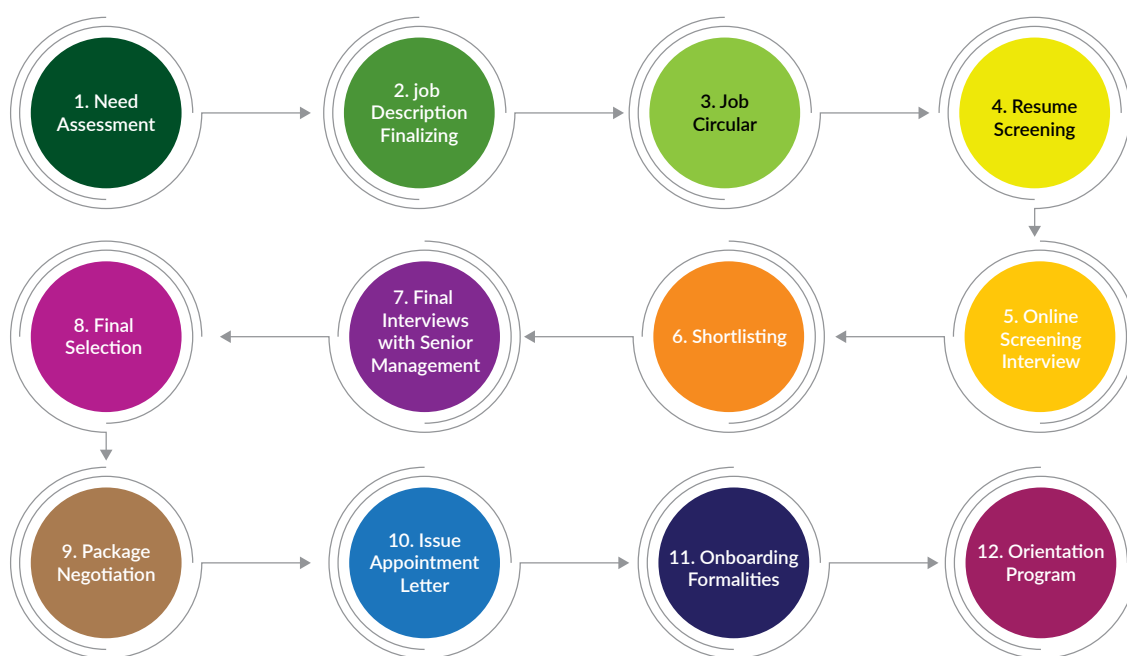 1. Need
Assessment
2. job
Description
Finalizing
3. Job
Circular
4. Resume
Screening
5. Online
Screening
Interview
6. Shortlisting
7. Final
Interviews
with Senior
Management
8. Final
Selection
9. Package
Negotiation
10. Issue
Appointment
Letter
11. Onboarding
Formalities
12. Orientation
Program